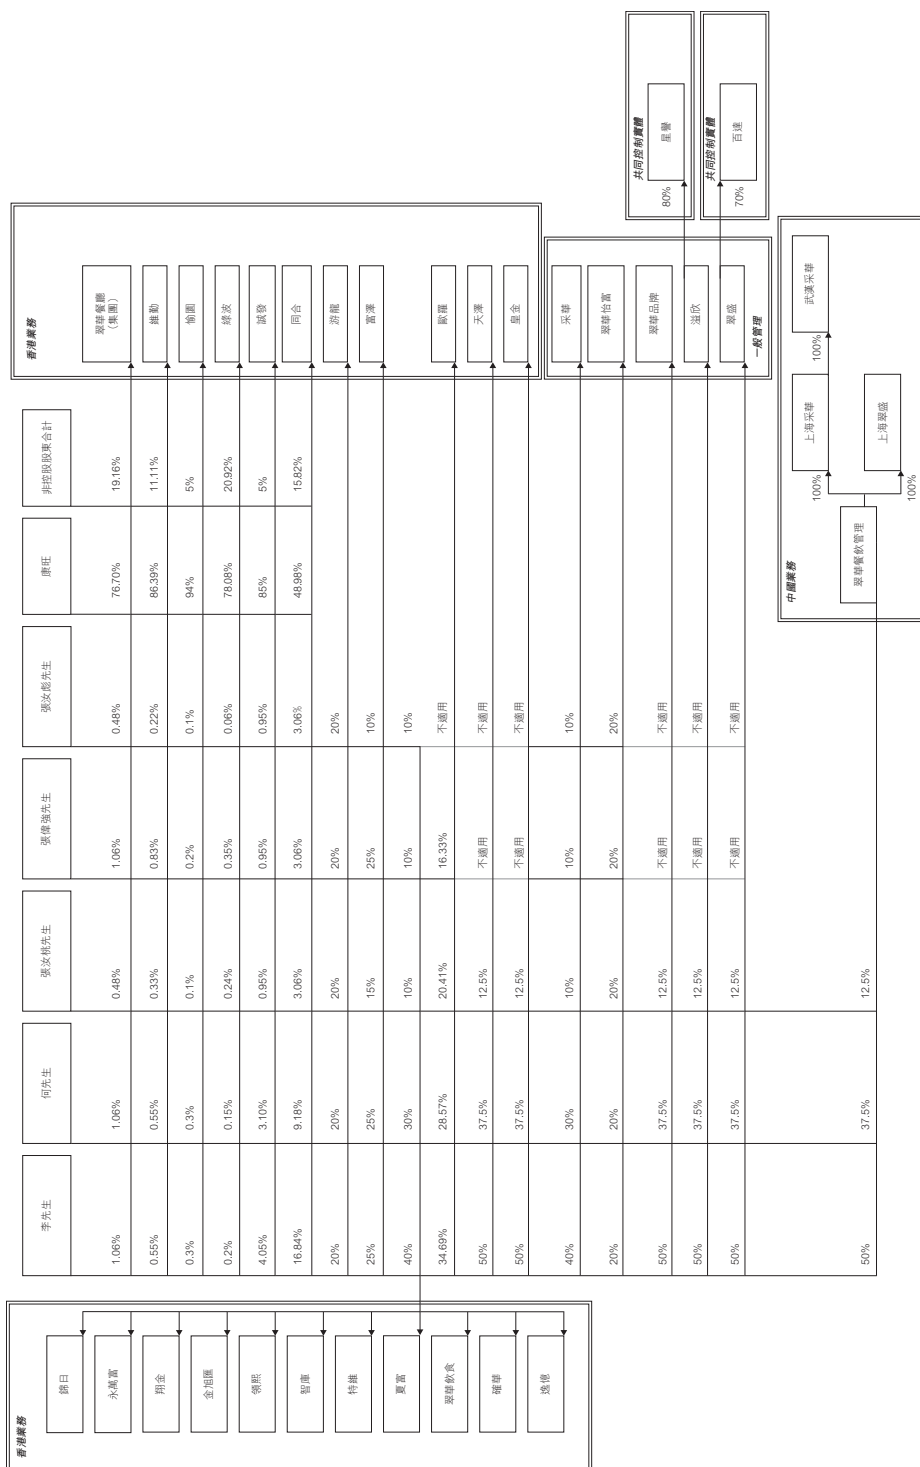 香港業務
錦日
永萬富
翔金
金旭匯
領熙
智庫
特維
夏富
翠華飲食
確華
逸億
李先生
何先生
張汝桃先生
張偉強先生
張汝彪先生
康旺
非控股股東合計
香港業務
1.06% 1.06% 0.48% 1.06% 0.48% 76.70% 19.16%
翠華餐廳
(集團)
0.55% 0.55% 0.33% 0.83% 0.22% 86.39% 11.11% 維勤
0.3% 0.3% 0.1% 0.2% 0.1% 94% 5% 愉圖
0.2% 0.15% 0.24% 0.35% 0.06% 78.08% 20.92% 綠波
4.05% 3.10% 0.95% 0.95% 0.95% 85% 5% 誠發
16.84% 9.18% 3.06% 3.06% 3.06% 48.98% 15.82% 同合
20% 20% 20% 20% 20% 游龍
25% 25% 15% 25% 10% 富澤
40% 30% 10% 10% 10%
34.69% 28.57% 20.41% 16.33% 不適用 歐羅
50% 37.5% 12.5% 不適用 不適用 天澤
50% 37.5% 12.5% 不適用 不適用 皇金
40% 30% 10% 10% 10% 采華
20% 20% 20% 20% 20% 翠華怡富
50% 37.5% 12.5% 不適用 不適用 翠華品牌
50% 37.5% 12.5% 不適用 不適用 溢欣
50% 37.5% 12.5% 不適用 不適用 翠盛
一般管理
共同控制實體
80%
星譽
共同控制實體
70%
百達
中國業務
50% 37.5% 12.5%
翠華餐飲管理
100%
上海采華
100%
武漢采華
100%
上海翠盛